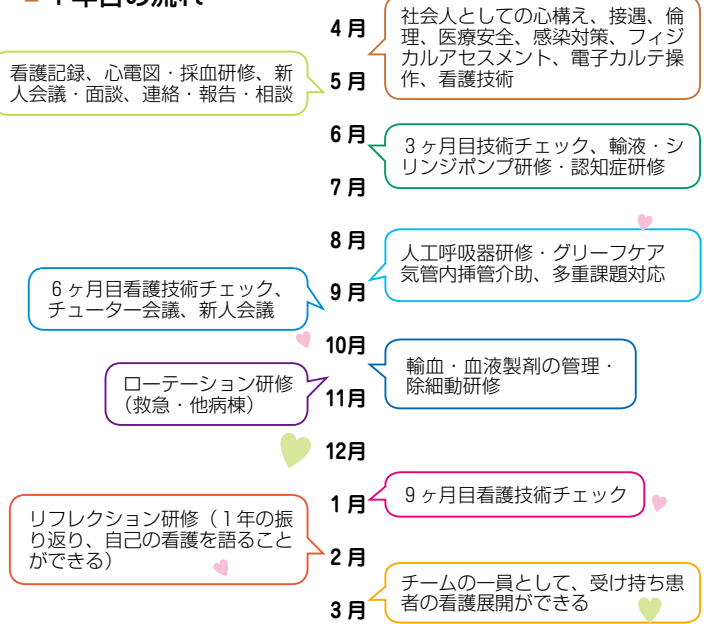 1年目の流れ
4月
社会人としての心構え、接遇、倫
理、医療安全、感染対策、フィジ
カルアセスメント、電子カルテ操
作、看護技術
看護記録、心電図・採血研修、新
人会議・面談、連絡・報告・相談
5月
6月
3ヶ月目技術チェック、輸液・シ
リンジポンプ研修・認知症研修
7月
8月
人工呼吸器研修・グリーフケア
気管内挿管介助、多重課題対応
6ヶ月目看護技術チェック、
チューター会議、新人会議
9月
10月
輸血・血液製剤の管理・
除細動研修
ローテーション研修
（救急・他病棟）
11月
12月
1月
9ヶ月目看護技術チェック
リフレクション研修（1年の振
り返り、自己の看護を語ること
ができる）
2月
チームの一員として、受け持ち患
者の看護展開ができる
3月